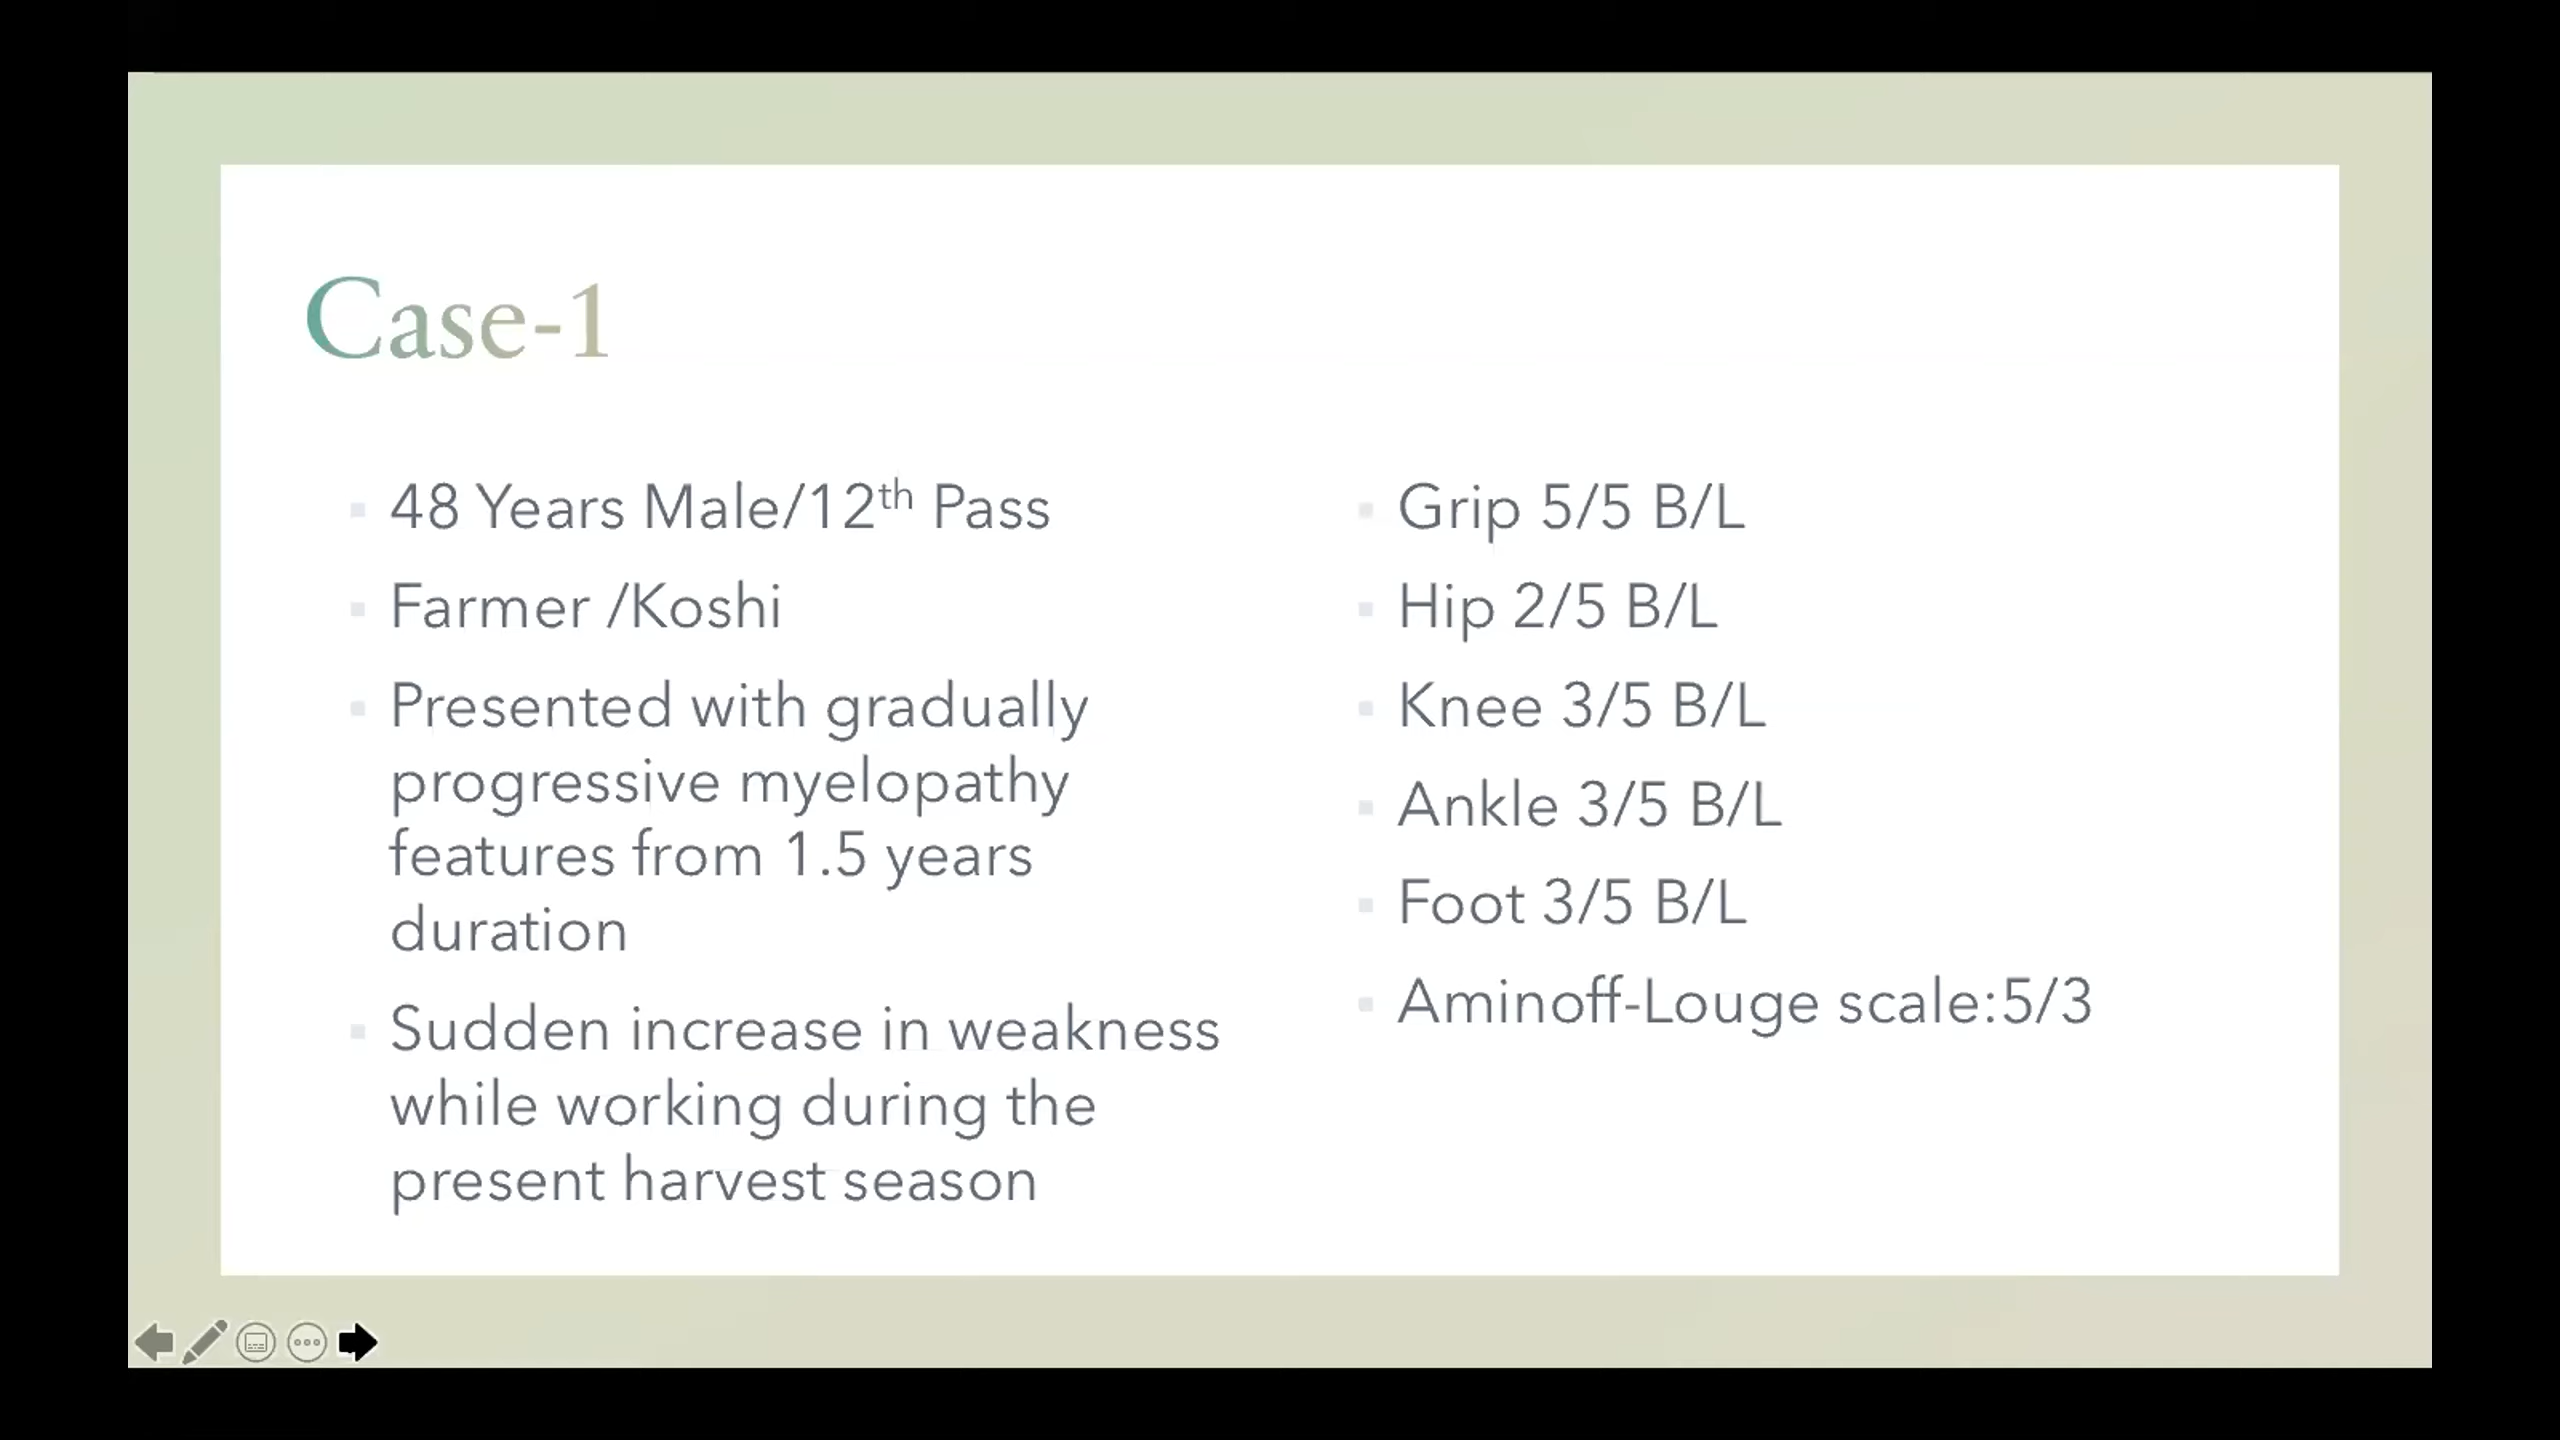 Case-1
48 Years Male/12th Pass
Farmer /Koshi
Presented with gradually
progressive myelopathy
features from 1.5 years
duration
Sudden increase in weakness
while working during the
present harvest season
Grip 5/5 B/L
Hip 2/5 B/L
Knee 3/5 B/L
Ankle 3/5 B/L
Foot 3/5 B/L
Aminoff-Louge scale:5/3